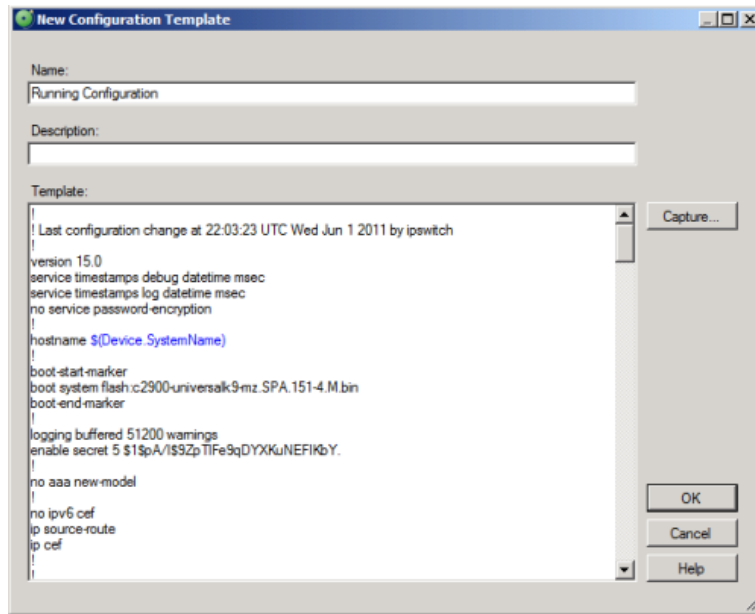 New Configuration Template
Name:
Running Configuration
Description:
Template:
!
! Last configuration change at 22:03:23 UTC Wed Jun 1 2011 by ipswitch
!
version 15.0
service timestamps debug datetime msec
service timestamps log datetime msec
no service password-encryption
!
hostname $(Device.SystemName)
!
boot-start-marker
boot system flash:c2900-universalk9-mz.SPA.151-4.M.bin
boot-end-marker
!
logging buffered 51200 warnings
enable secret 5
!
no aaa new-model
!
no ipv6 cef
ip source-route
ip cef
!
!
Capture...
OK
Cancel
Help